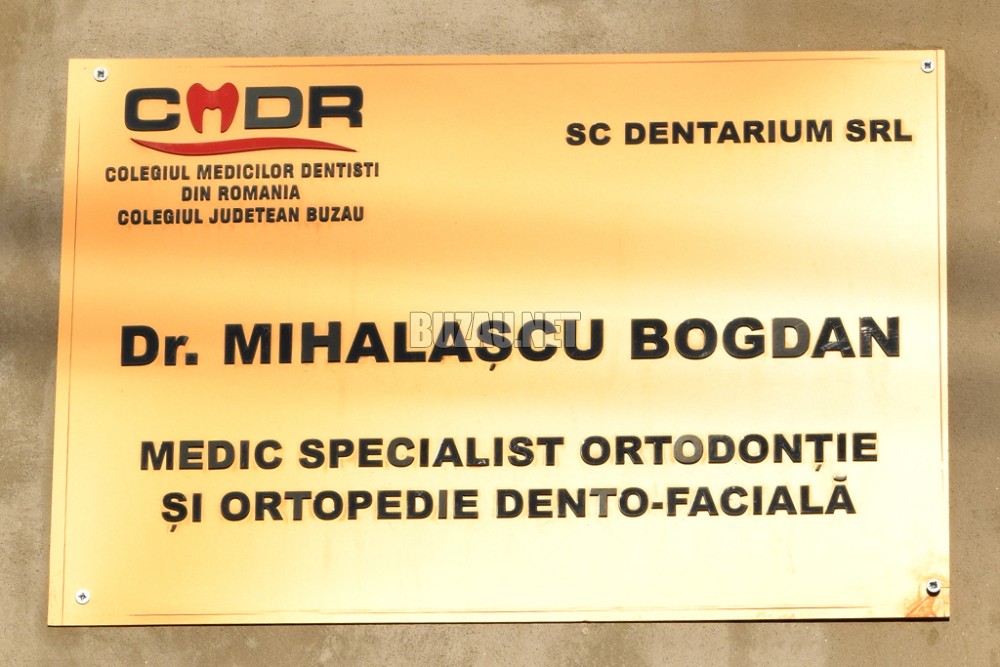 CMDR
COLEGIUL MEDICILOR DENTISTI
DIN ROMANIA
COLEGIUL JUDETEAN BUZAU
SC DENTARIUM SRL
Dr. MIHALAȘCU BOGDAN
BUZAU.NET
MEDIC SPECIALIST ORTODONȚIE
ȘI ORTOPEDIE DENTO-FACIALĂ